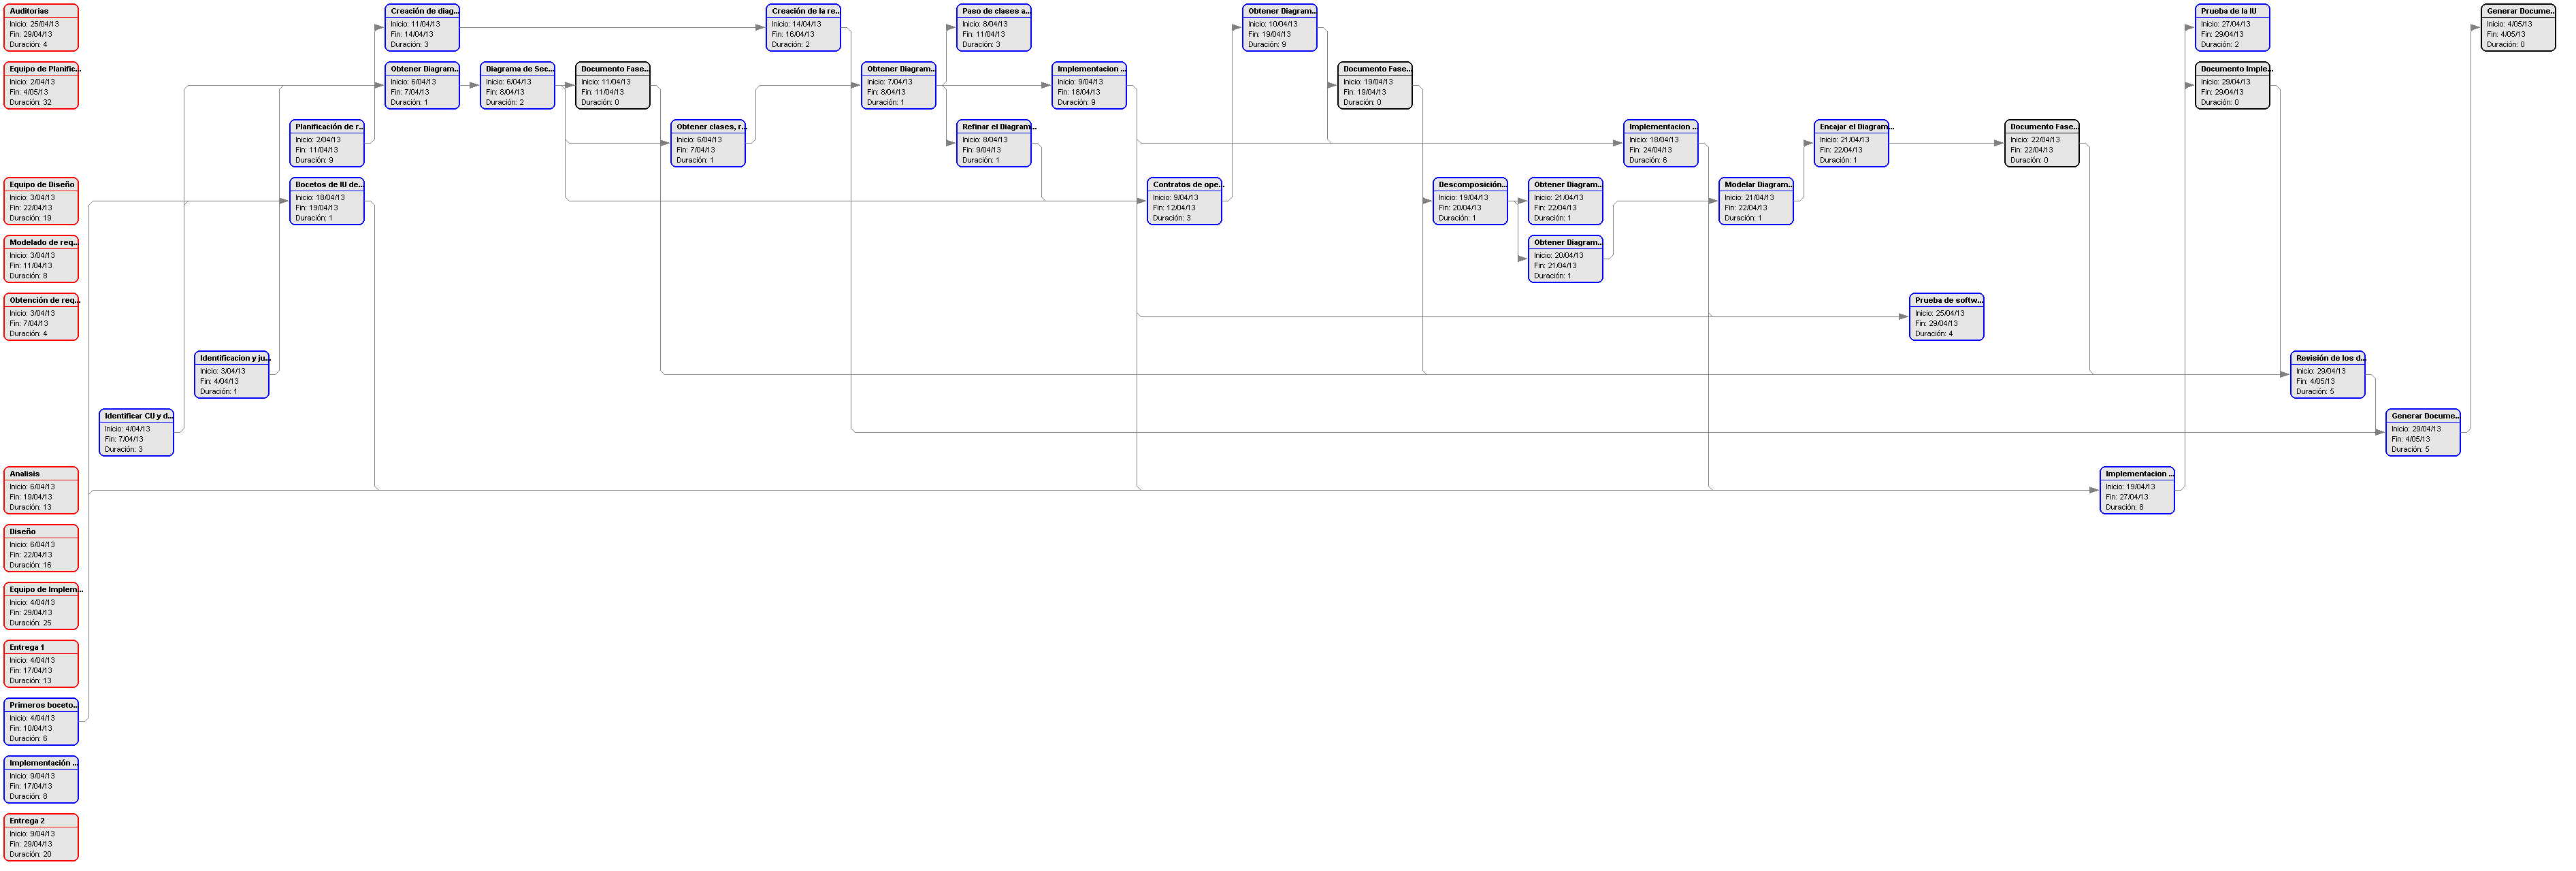 Auditorias
Inicio: 25/04/13
Fin: 29/04/13
Duración: 4
Creación de diag...
Inicio: 11/04/13
Fin: 14/04/13
Duración: 3
Creación de la re...
Inicio: 14/04/13
Fin: 16/04/13
Duración: 2
Paso de clases a...
Inicio: 8/04/13
Fin: 11/04/13
Duración: 3
Obtener Diagram...
Inicio: 10/04/13
Fin: 19/04/13
Duración: 9
Prueba de la IU
Inicio: 27/04/13
Fin: 29/04/13
Duración: 2
Generar Docume...
Inicio: 4/05/13
Fin: 4/05/13
Duración: 0
Equipo de Planific...
Inicio: 2/04/13
Fin: 4/05/13
Duración: 32
Obtener Diagram...
Inicio: 6/04/13
Fin: 7/04/13
Duración: 1
Diagrama de Sec...
Inicio: 6/04/13
Fin: 8/04/13
Duración: 2
Documento Fase...
Inicio: 11/04/13
Fin: 11/04/13
Duración: 0
Obtener Diagram...
Inicio: 7/04/13
Fin: 8/04/13
Duración: 1
Implementacion ...
Inicio: 9/04/13
Fin: 18/04/13
Duración: 9
Documento Fase...
Inicio: 19/04/13
Fin: 19/04/13
Duración: 0
Documento Imple...
Inicio: 29/04/13
Fin: 29/04/13
Duración: 0
Planificación de r...
Inicio: 2/04/13
Fin: 11/04/13
Duración: 9
Obtener clases, r...
Inicio: 6/04/13
Fin: 7/04/13
Duración: 1
Refinar el Diagram...
Inicio: 8/04/13
Fin: 9/04/13
Duración: 1
Implementacion ...
Inicio: 18/04/13
Fin: 24/04/13
Duración: 6
Encajar el Diagram...
Inicio: 21/04/13
Fin: 22/04/13
Duración: 1
Documento Fase...
Inicio: 22/04/13
Fin: 22/04/13
Duración: 0
Equipo de Diseño
Inicio: 3/04/13
Fin: 22/04/13
Duración: 19
Bocetos de IU de...
Inicio: 18/04/13
Fin: 19/04/13
Duración: 1
Contratos de ope...
Inicio: 9/04/13
Fin: 12/04/13
Duración: 3
Descomposición...
Inicio: 19/04/13
Fin: 20/04/13
Duración: 1
Obtener Diagram...
Inicio: 21/04/13
Fin: 22/04/13
Duración: 1
Modelar Diagram...
Inicio: 21/04/13
Fin: 22/04/13
Duración: 1
Modelado de req...
Inicio: 3/04/13
Fin: 11/04/13
Duración: 8
Obtener Diagram...
Inicio: 20/04/13
Fin: 21/04/13
Duración: 1
Obtención de req...
Inicio: 3/04/13
Fin: 7/04/13
Duración: 4
Prueba de softw...
Inicio: 25/04/13
Fin: 29/04/13
Duración: 4
Identificacion y ju...
Inicio: 3/04/13
Fin: 4/04/13
Duración: 1
Revisión de los d...
Inicio: 29/04/13
Fin: 4/05/13
Duración: 5
Identificar CU y d...
Inicio: 4/04/13
Fin: 7/04/13
Duración: 3
Generar Docume...
Inicio: 29/04/13
Fin: 4/05/13
Duración: 5
Analisis
Inicio: 6/04/13
Fin: 19/04/13
Duración: 13
Implementacion ...
Inicio: 19/04/13
Fin: 27/04/13
Duración: 8
Diseño
Inicio: 6/04/13
Fin: 22/04/13
Duración: 16
Equipo de Implem...
Inicio: 4/04/13
Fin: 29/04/13
Duración: 25
Entrega 1
Inicio: 4/04/13
Fin: 17/04/13
Duración: 13
Primeros boceto...
Inicio: 4/04/13
Fin: 10/04/13
Duración: 6
Implementación ...
Inicio: 9/04/13
Fin: 17/04/13
Duración: 8
Entrega 2
Inicio: 9/04/13
Fin: 29/04/13
Duración: 20